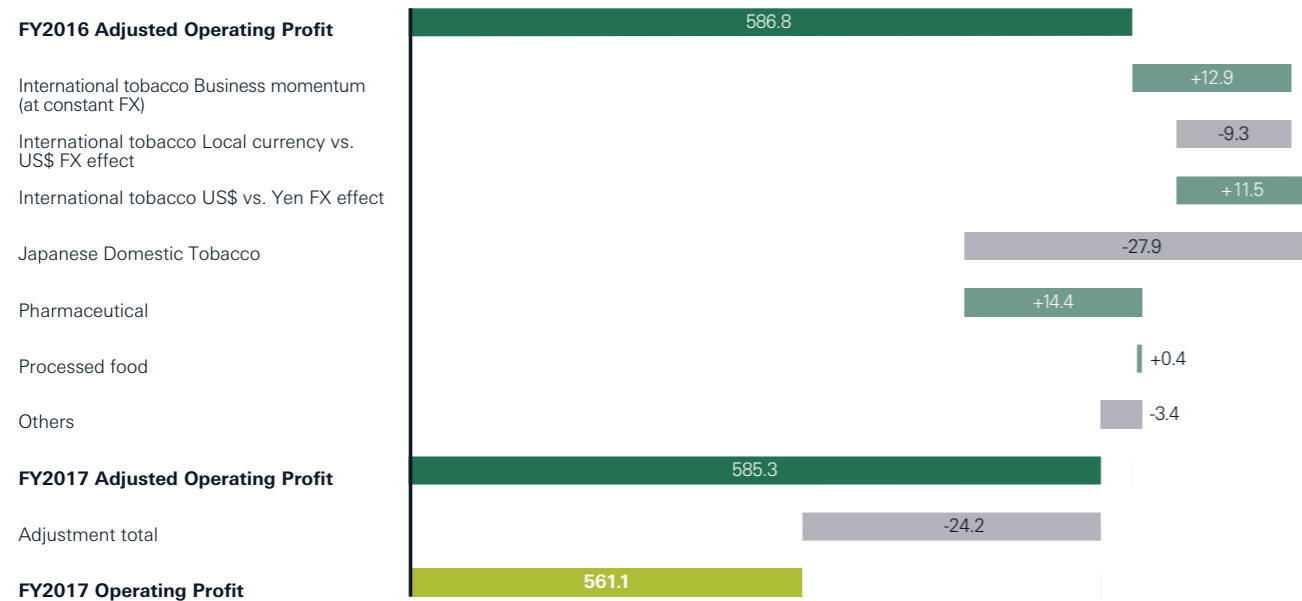 FY2016 Adjusted Operating Profit 586.8
International tobacco Business momentum
(at constant FX) +12.9
International tobacco Local currency vs.
US$ FX effect -9.3
International tobacco US$ vs. Yen FX effect +11.5
Japanese Domestic Tobacco -27.9
Pharmaceutical +14.4
Processed food +0.4
Others -3.4
FY2017 Adjusted Operating Profit 585.3
Adjustment total -24.2
FY2017 Operating Profit 561.1